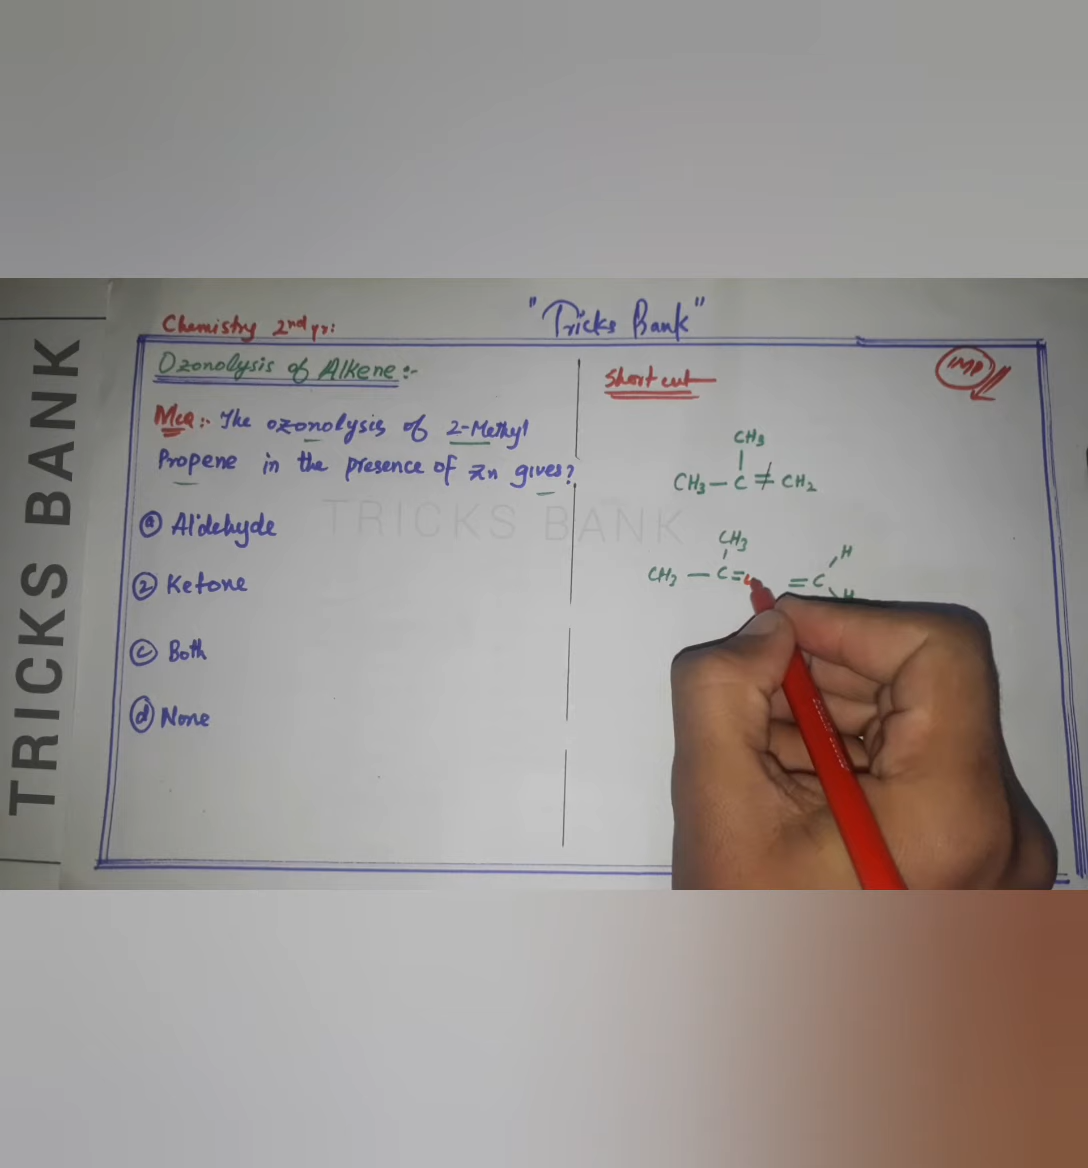 TRICKS BANK
Chemistry 2nd yr:
"Tricks Bank"
Ozonolysis of Alkene:-
Mcq:- The ozonolysis of 2-Methyl
Propene in the presence of Zn gives?
ⓐ Aldehyde
② Ketone
ⓒ Both
ⓓ None
TRICKS BANK
Short cut
IMP
CH3
CH3 — C = CH2
CH3
CH3 — C =
= C
H
H